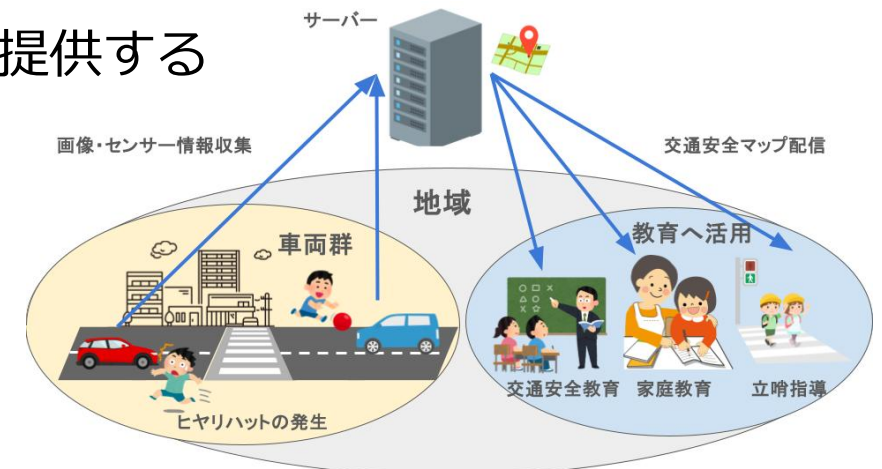 提供する
サーバー
画像・センサー情報収集
交通安全マップ配信
地域
車両群
教育へ活用
交通安全教育
家庭教育
立哨指導
ヒヤリハットの発生